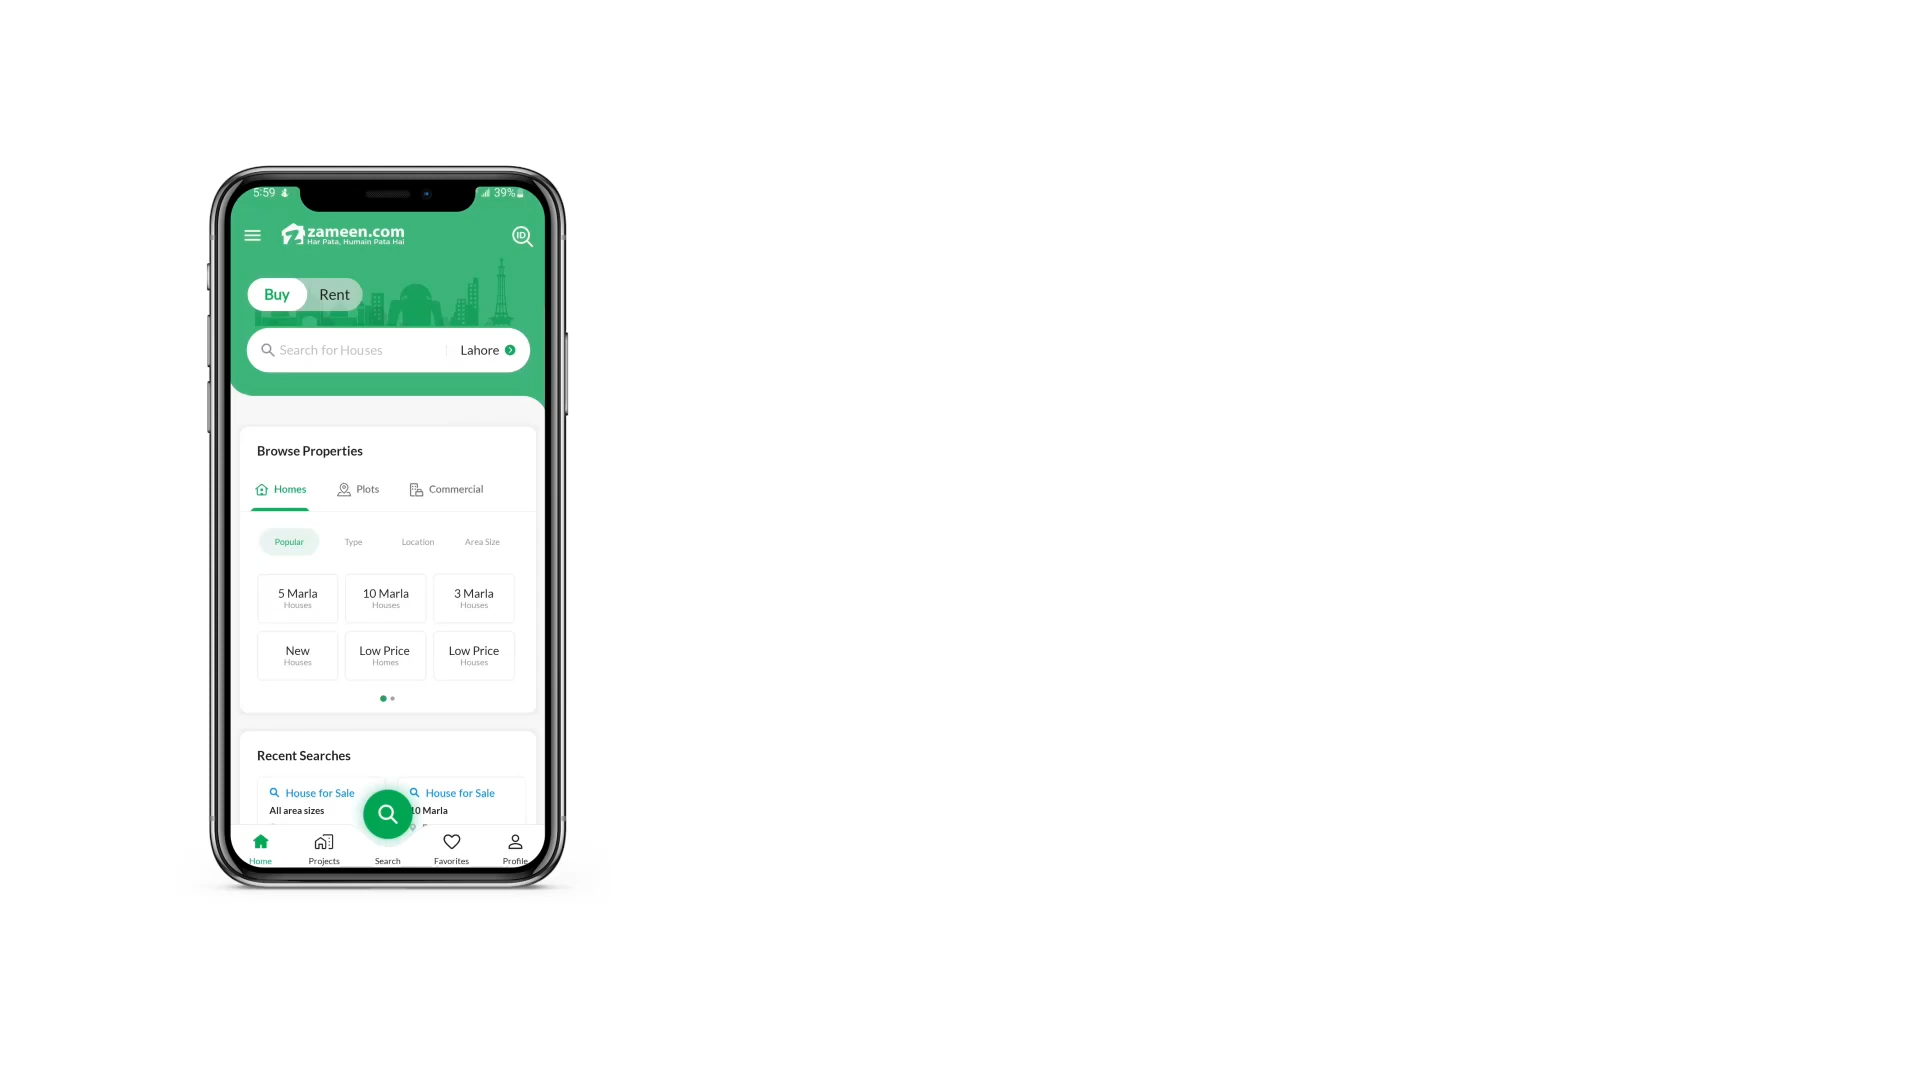 5:59
39%
zameen.com
Har Pata, Humain Pata Hai
ID
Buy Rent
Search for Houses
Lahore
Browse Properties
Homes Plots Commercial
Popular Type Location Area Size
5 Marla
Houses
10 Marla
Houses
3 Marla
Houses
New
Houses
Low Price
Homes
Low Price
Houses
Recent Searches
House for Sale
All area sizes
House for Sale
10 Marla
Home Projects Search Favorites Profile